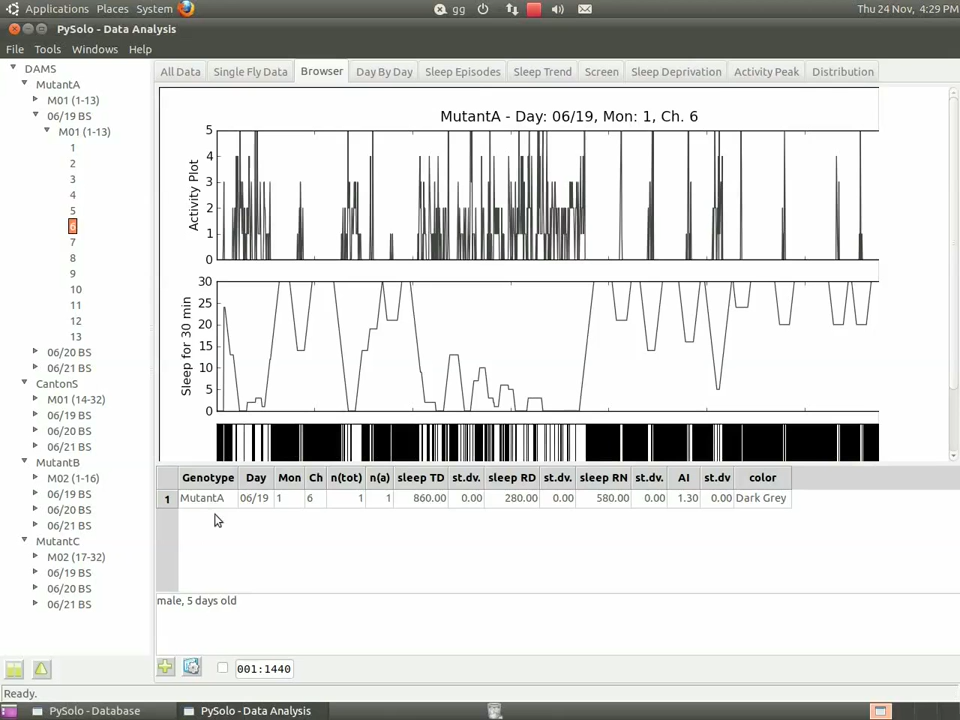 Applications Places System gg Thu 24 Nov, 4:29 PM
PySolo - Data Analysis
File Tools Windows Help
All Data Single Fly Data Browser Day By Day Sleep Episodes Sleep Trend Screen Sleep Deprivation Activity Peak Distribution
DAMS
MutantA
M01 (1-13)
06/19 BS
M01 (1-13)
1
2
3
4
5
6
7
8
9
10
11
12
13
06/20 BS
06/21 BS
CantonS
M01 (14-32)
06/19 BS
06/20 BS
06/21 BS
MutantB
M02 (1-16)
06/19 BS
06/20 BS
06/21 BS
MutantC
M02 (17-32)
06/19 BS
06/20 BS
06/21 BS
MutantA - Day: 06/19, Mon: 1, Ch. 6
Activity Plot
5
4
3
2
1
0
Sleep for 30 min
30
25
20
15
10
5
0
Genotype Day Mon Ch n(tot) n(a) sleep TD st.dv. sleep RD st.dv. sleep RN st.dv. AI st.dv color
1 MutantA 06/19 1 6 1 1 860.00 0.00 280.00 0.00 580.00 0.00 1.30 0.00 Dark Grey
male, 5 days old
001:1440
Ready.
PySolo - Database PySolo - Data Analysis